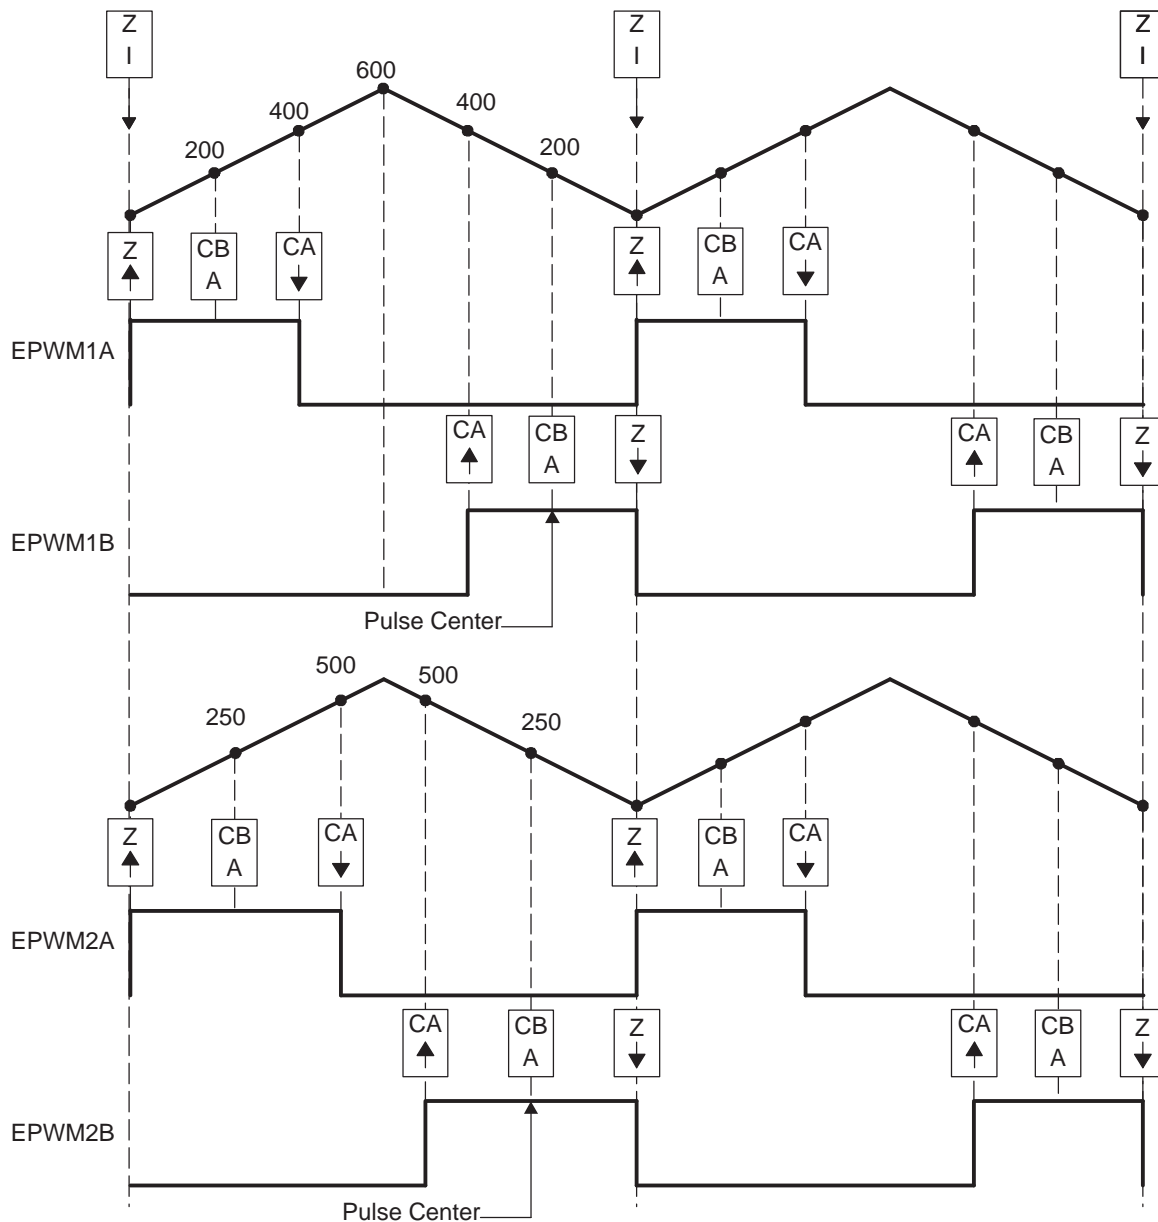 Z Z Z
I I I
600
400 400
200 200
Z CB CA Z CB CA
A A
EPWM1A
CA CB Z CA CB Z
A A
EPWM1B
Pulse Center
500 500
250 250
Z CB CA Z CB CA
A A
EPWM2A
CA CB Z CA CB Z
A A
EPWM2B
Pulse Center